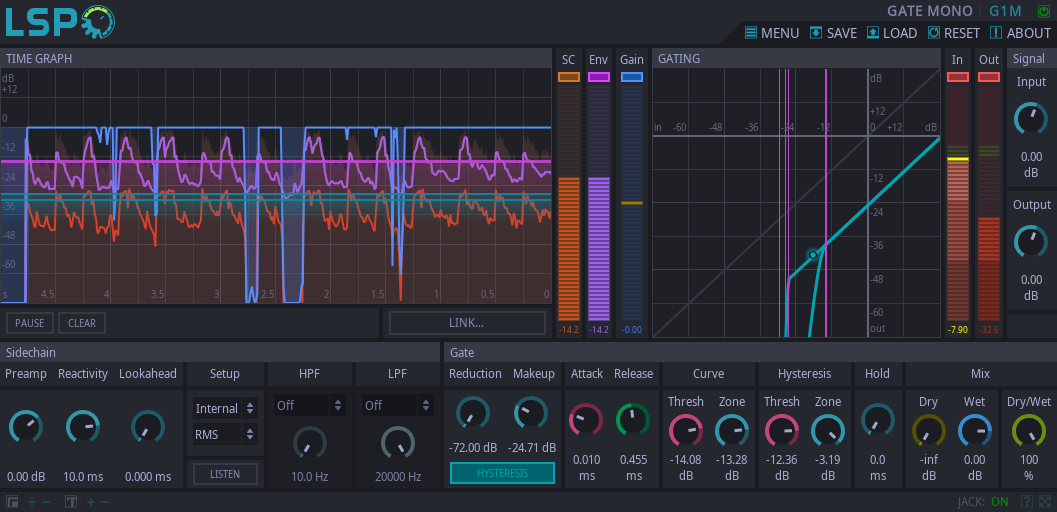 LSP
GATE MONO G1M
MENU SAVE LOAD RESET ABOUT
TIME GRAPH
SC Env Gain
GATING
In Out
Signal
dB
+12
0
-12
-24
-36
-48
-60
s 4.5 4 3.5 3 2.5 2 1.5 1 0.5 0
PAUSE CLEAR
LINK...
-14.2 -14.2 -0.00
dB
+12
in -60 -48 -36 -24 -12 0 +12 dB
-12
-24
-36
-48
-60
out
-7.90 -32.6
Input
0.00
dB
Output
0.00
dB
Sidechain
Preamp Reactivity Lookahead Setup HPF LPF
Internal
RMS
LISTEN
Off
Off
0.00 dB 10.0 ms 0.000 ms 10.0 Hz 20000 Hz
Gate
Reduction Makeup Attack Release Curve Hysteresis Hold Mix
Thresh Zone Thresh Zone Dry Wet Dry/Wet
-72.00 dB -24.71 dB
HYSTERESIS
0.010
ms
0.455
ms
-14.08
dB
-13.28
dB
-12.36
dB
-3.19
dB
0.0
ms
-inf
dB
0.00
dB
100
%
JACK: ON